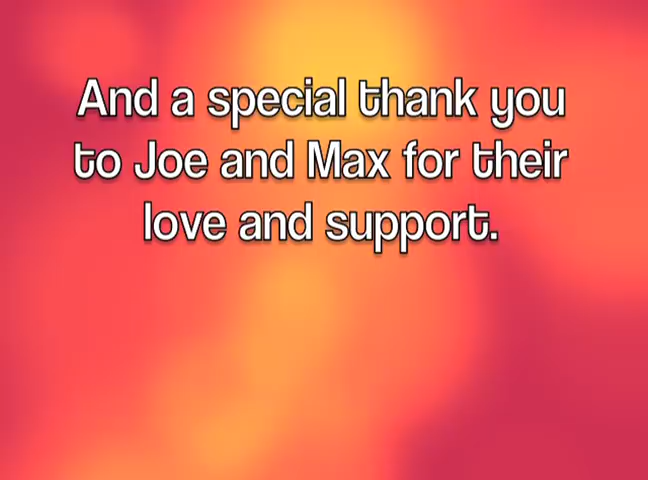 And a special thank you
to Joe and Max for their
love and support.